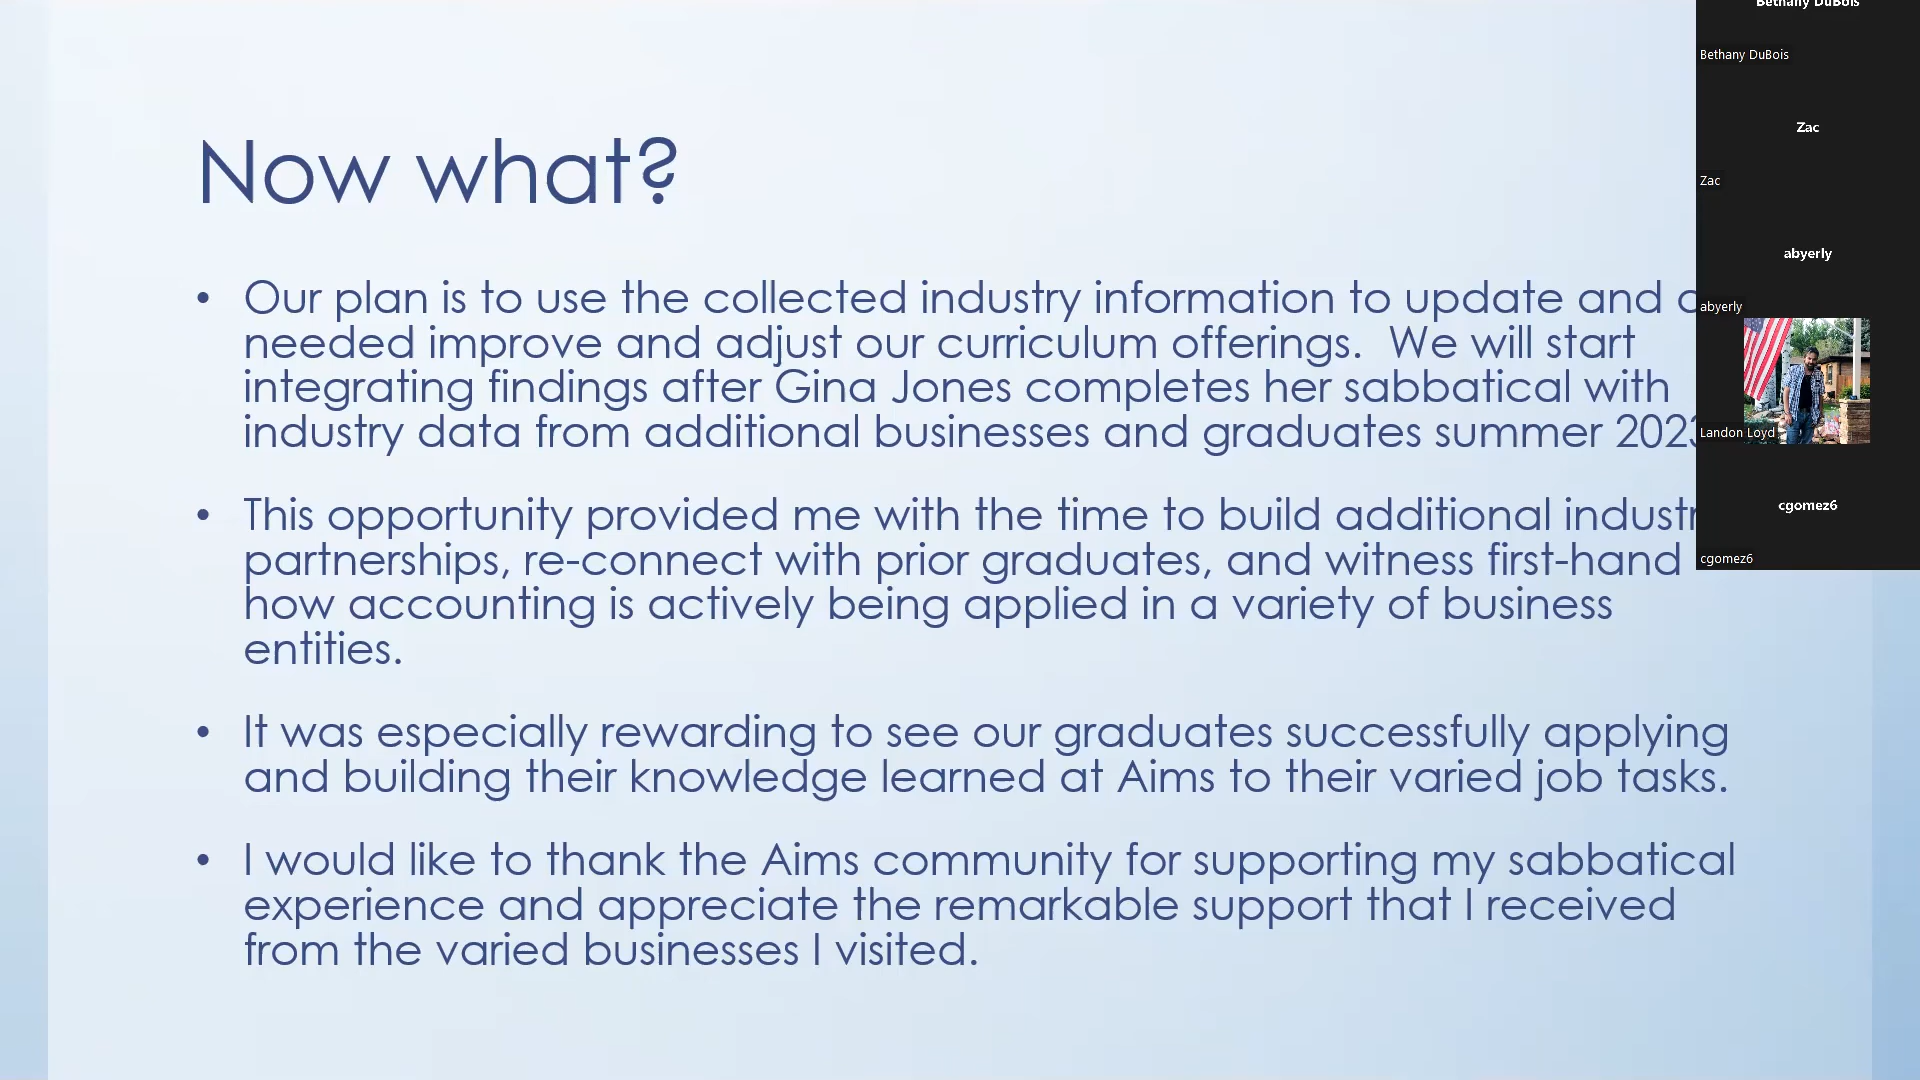 Now what?
• Our plan is to use the collected industry information to update and
needed improve and adjust our curriculum offerings.  We will start
integrating findings after Gina Jones completes her sabbatical with
industry data from additional businesses and graduates summer
• This opportunity provided me with the time to build additional
partnerships, re-connect with prior graduates, and witness first-hand
how accounting is actively being applied in a variety of business
entities.
• It was especially rewarding to see our graduates successfully applying
and building their knowledge learned at Aims to their varied job tasks.
• I would like to thank the Aims community for supporting my sabbatical
experience and appreciate the remarkable support that I received
from the varied businesses I visited.
Bethany DuBois
Bethany DuBois
Zac
Zac
abyerly
abyerly
Landon Loyd
cgomez6
cgomez6